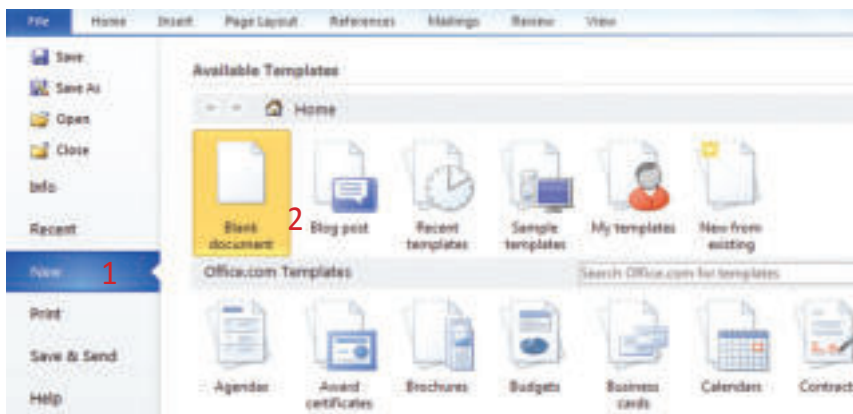 File Home Insert Page Layout References Mailings Review View
Save
Save As
Open
Close
Info
Recent
New 1
Print
Save & Send
Help
Available Templates
Home
Blank document 2
Blog post
Recent templates
Sample templates
My templates
New from existing
Office.com Templates
Search Office.com for templates
Agendas
Award certificates
Brochures
Budgets
Business cards
Calendars
Contract